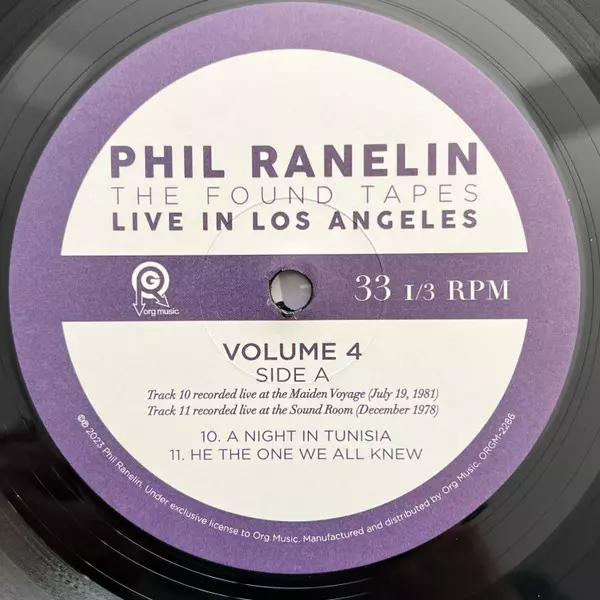 PHIL RANELIN
THE FOUND TAPES
LIVE IN LOS ANGELES
GR
org music
33 1/3 RPM
VOLUME 4
SIDE A
Track 10 recorded live at the Maiden Voyage (July 19, 1981)
Track 11 recorded live at the Sound Room (December 1978)
10. A NIGHT IN TUNISIA
11. HE THE ONE WE ALL KNEW
©℗ 2023 Phil Ranelin. Under exclusive license to Org Music. Manufactured and distributed by Org Music. ORGM-2286